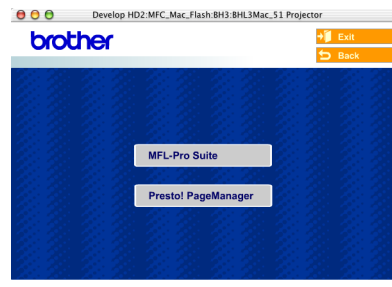 Develop HD2:MFC_Mac_Flash:BH3:BHL3Mac_51 Projector
brother
Exit
Back
MFL-Pro Suite
Presto! PageManager